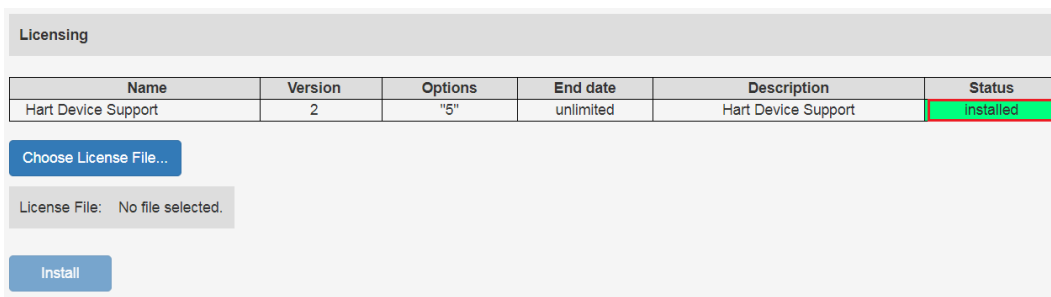 Licensing
Name Version Options End date Description Status
Hart Device Support 2 "5" unlimited Hart Device Support Installed
Choose License File...
License File: No file selected.
Install